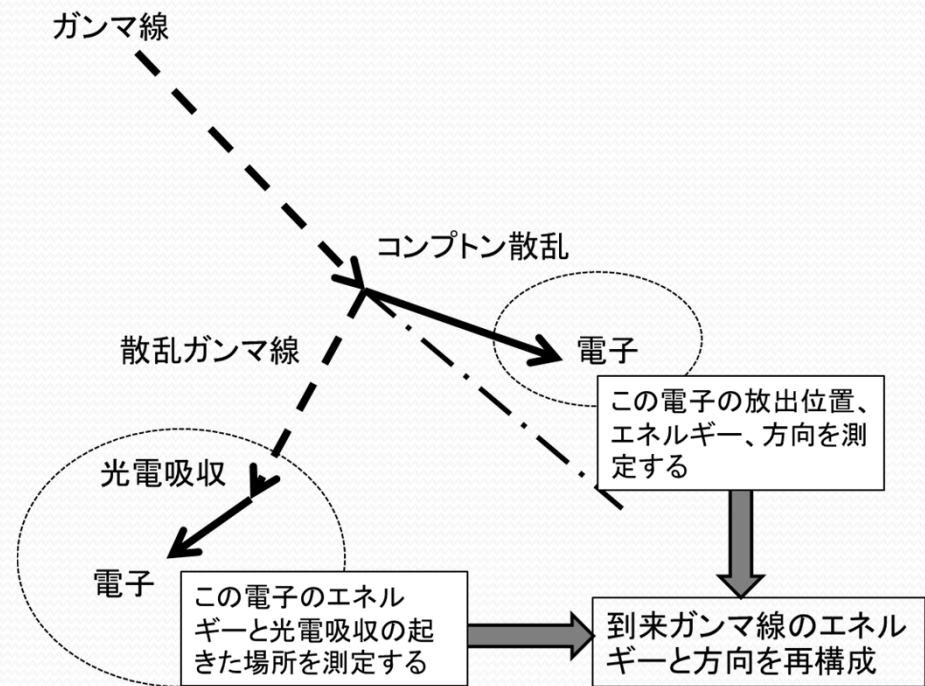 ガンマ線
コンプトン散乱
電子
散乱ガンマ線
この電子の放出位置、
エネルギー、方向を測
定する
光電吸収
電子
この電子のエネル
ギーと光電吸収の起
きた場所を測定する
到来ガンマ線のエネル
ギーと方向を再構成